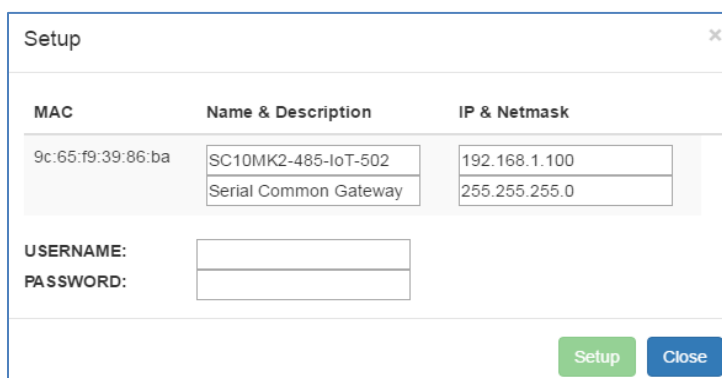 Setup ×
MAC Name & Description IP & Netmask
9c:65:f9:39:86:ba SC10MK2-485-IoT-502 192.168.1.100
Serial Common Gateway 255.255.255.0
USERNAME:
PASSWORD:
Setup Close